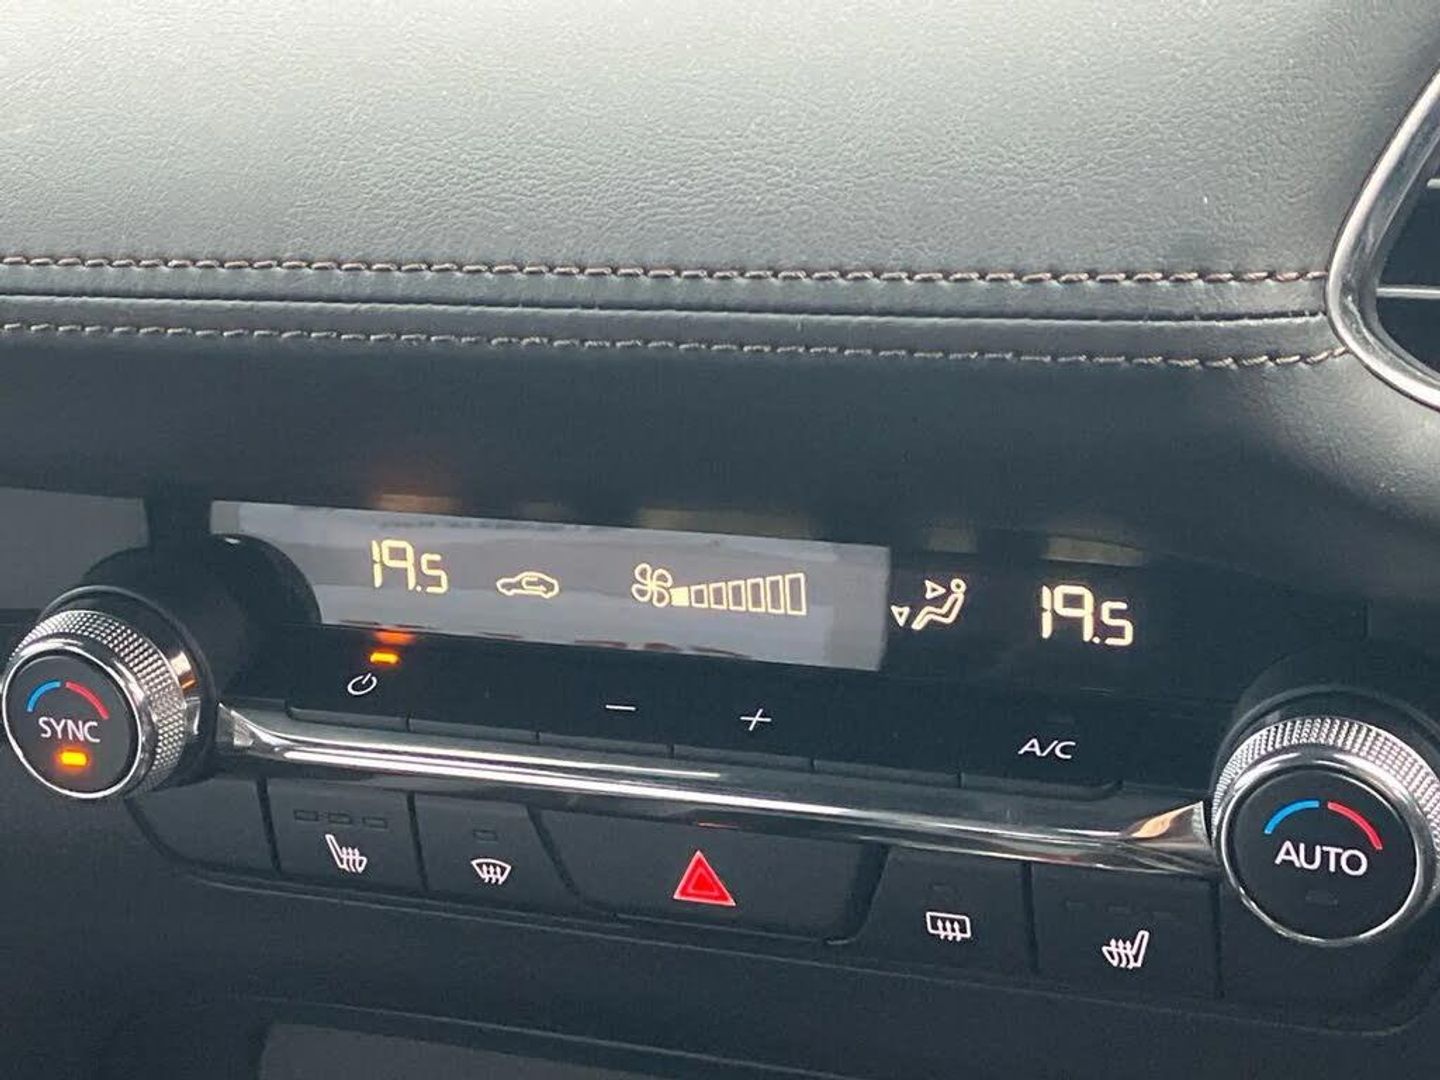 19.5
19.5
SYNC
− +
A/C
AUTO